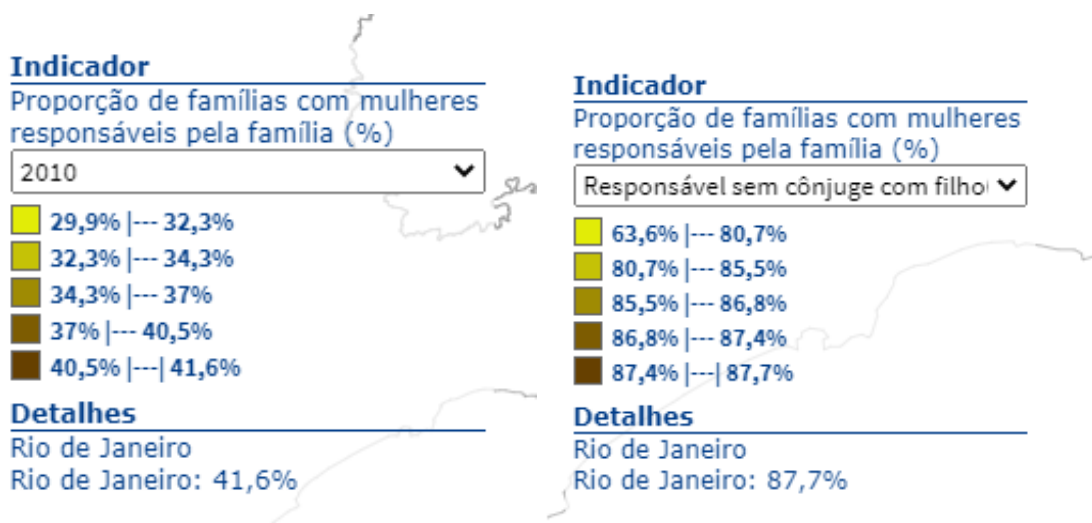 Indicador
Proporção de famílias com mulheres
responsáveis pela família (%)
2010
29,9% |--- 32,3%
32,3% |--- 34,3%
34,3% |--- 37%
37% |--- 40,5%
40,5% |---| 41,6%
Detalhes
Rio de Janeiro
Rio de Janeiro: 41,6%
Indicador
Proporção de famílias com mulheres
responsáveis pela família (%)
Responsável sem cônjuge com filho(
63,6% |--- 80,7%
80,7% |--- 85,5%
85,5% |--- 86,8%
86,8% |--- 87,4%
87,4% |---| 87,7%
Detalhes
Rio de Janeiro
Rio de Janeiro: 87,7%